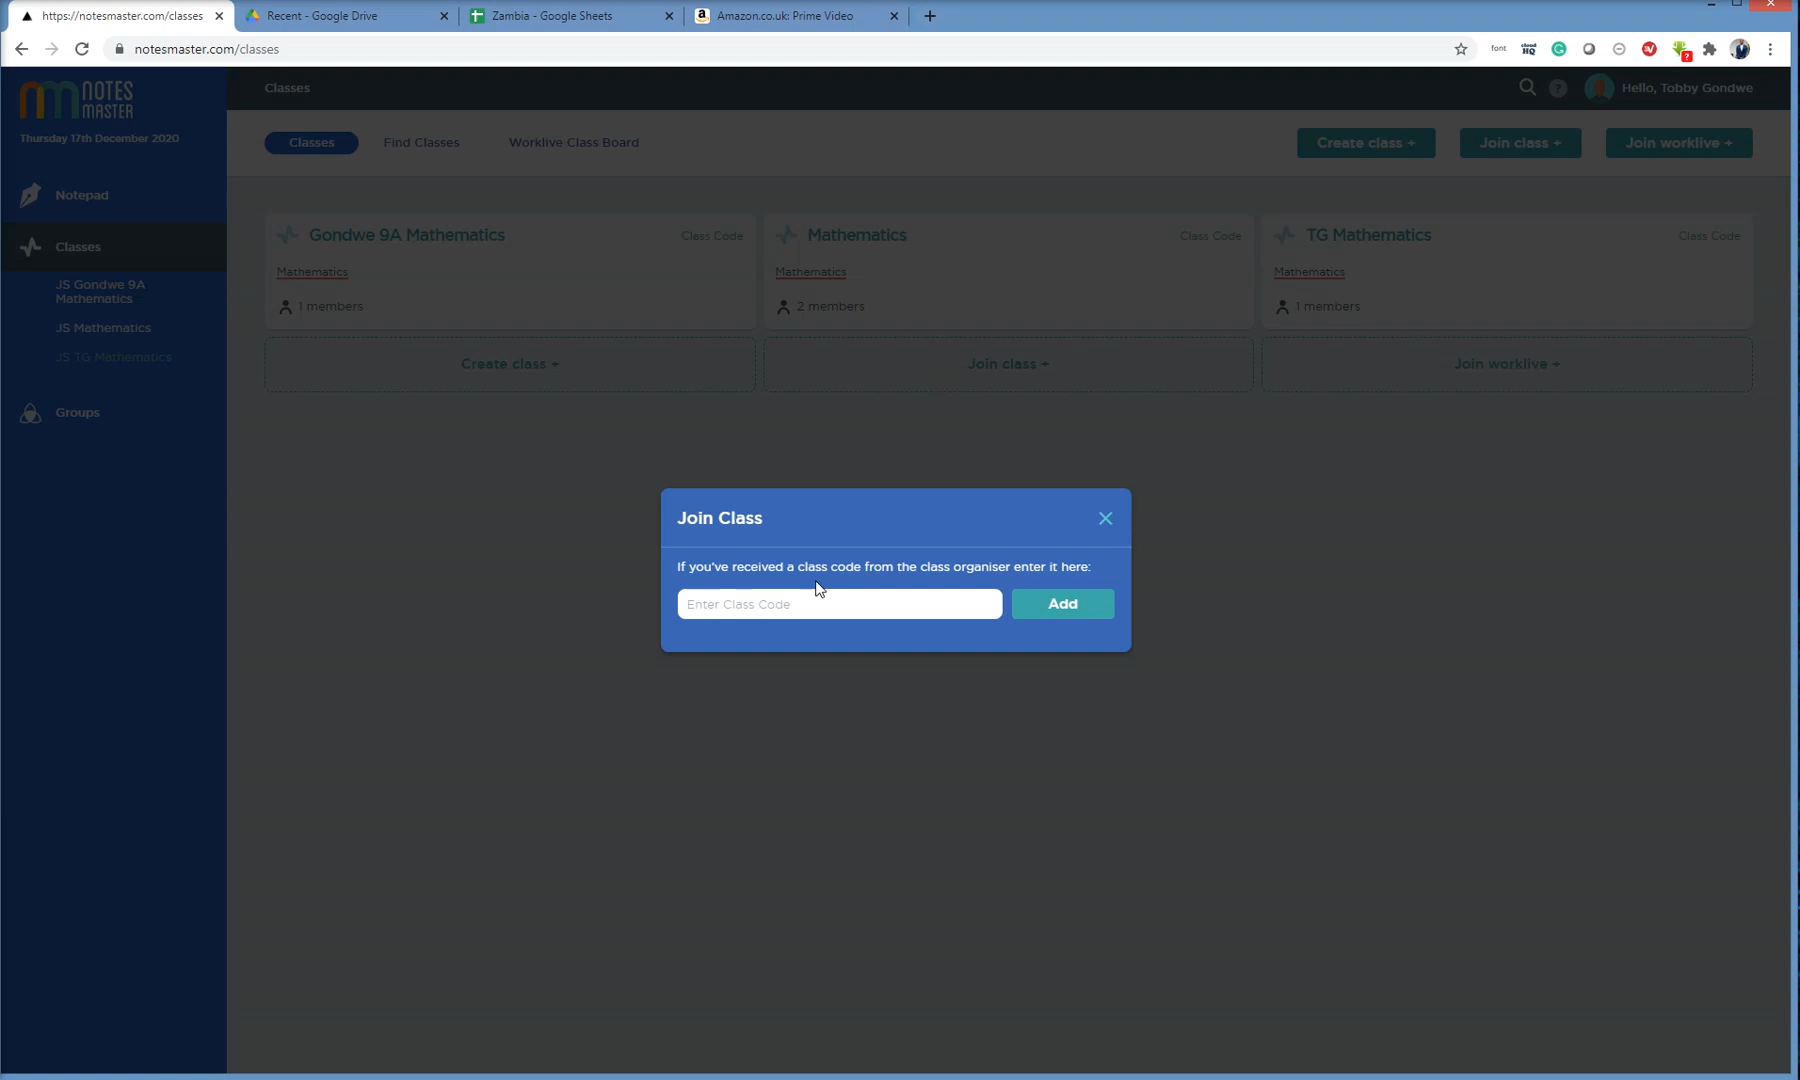 https://notesmaster.com/classes
Recent - Google Drive
Zambia - Google Sheets
Amazon.co.uk: Prime Video
notesmaster.com/classes
font
cloud
HQ
NOTES
MASTER
Thursday 17th December 2020
Classes
Hello, Tobby Gondwe
Classes
Find Classes
Worklive Class Board
Create class +
Join class +
Join worklive +
Notepad
Classes
JS Gondwe 9A
Mathematics
JS Mathematics
JS TG Mathematics
Groups
Gondwe 9A Mathematics
Class Code
Mathematics
1 members
Mathematics
Class Code
Mathematics
2 members
TG Mathematics
Class Code
Mathematics
1 members
Create class +
Join class +
Join worklive +
Join Class
If you've received a class code from the class organiser enter it here:
Enter Class Code
Add